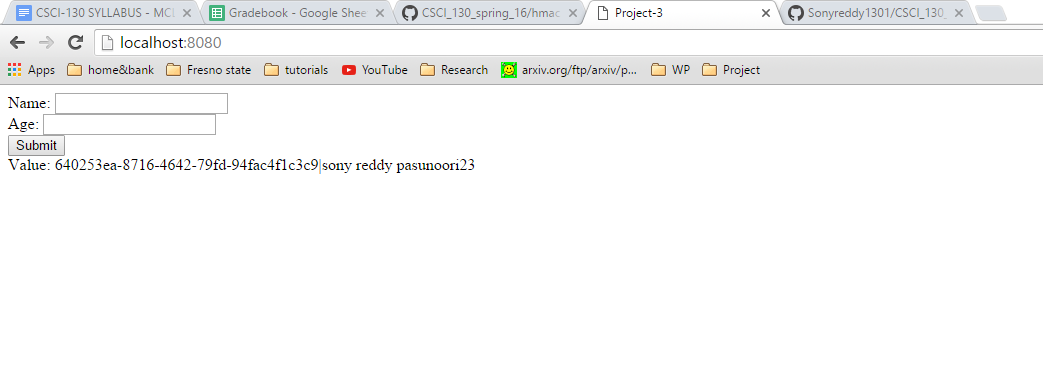 CSCI-130 SYLLABUS - MCL
Gradebook - Google Shee
CSCI_130_spring_16/hmac
Project-3
Sonyreddy1301/CSCI_130_
localhost:8080
Apps home&bank Fresno state tutorials YouTube Research arxiv.org/ftp/arxiv/p... WP Project
Name:
Age:
Submit
Value: 640253ea-8716-4642-79fd-94fac4f1c3c9|sony reddy pasunoori23